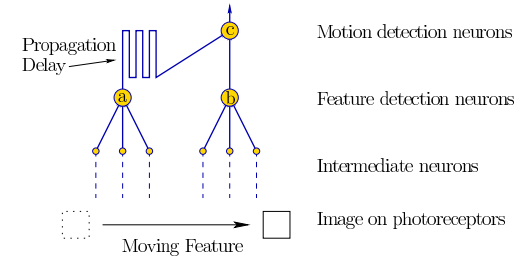 c
Motion detection neurons
Propagation
Delay
a
b
Feature detection neurons
Intermediate neurons
Image on photoreceptors
Moving Feature